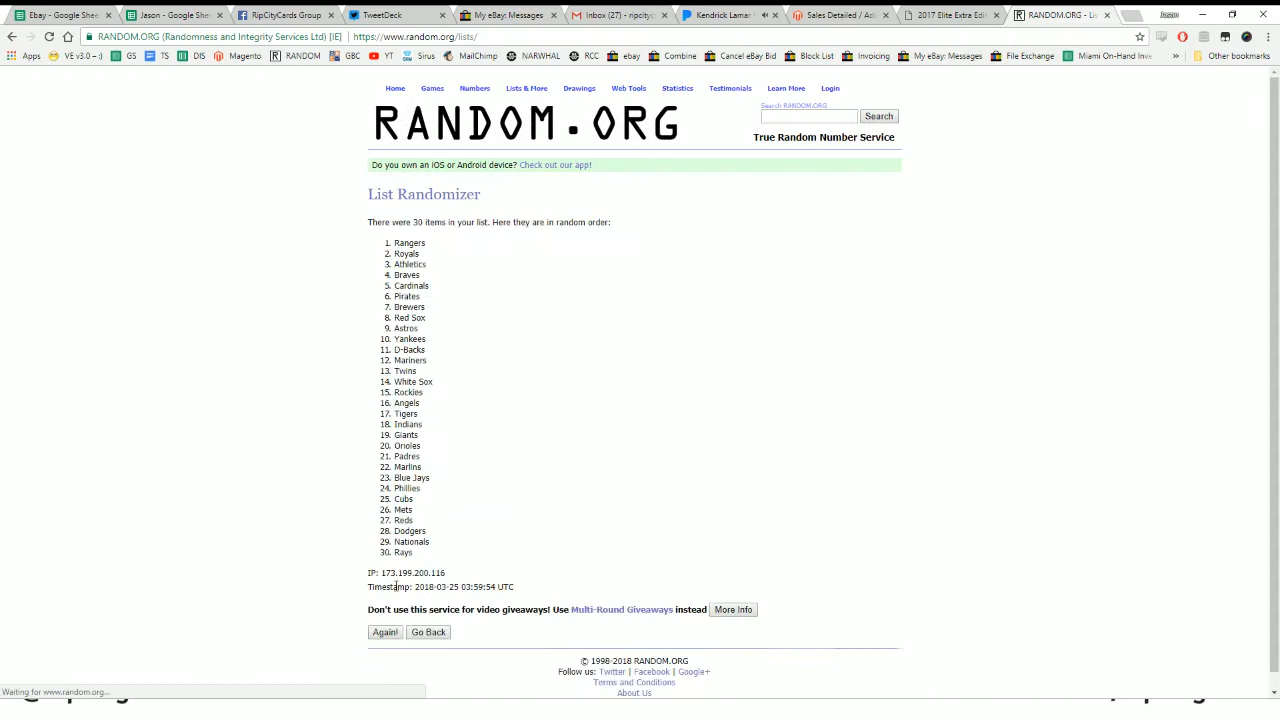 Ebay - Google Shee
Jason - Google Shee
RipCityCards Group
TweetDeck
My eBay: Messages
Inbox (27) - ripcityc
Kendrick Lamar
Sales Detailed / Adv
2017 Elite Extra Edit
RANDOM.ORG - Lis
Jason
RANDOM.ORG (Randomness and Integrity Services Ltd) [IE] https://www.random.org/lists/
Apps VE v3.0 – :) GS TS DIS Magento RANDOM GBC YT Sirus MailChimp NARWHAL RCC ebay Combine Cancel eBay Bid Block List Invoicing My eBay: Messages File Exchange Miami On-Hand Inve » Other bookmarks
Home Games Numbers Lists & More Drawings Web Tools Statistics Testimonials Learn More Login
Search RANDOM.ORG
Search
RANDOM.ORG
True Random Number Service
Do you own an iOS or Android device? Check out our app!
List Randomizer
There were 30 items in your list. Here they are in random order:
1. Rangers
2. Royals
3. Athletics
4. Braves
5. Cardinals
6. Pirates
7. Brewers
8. Red Sox
9. Astros
10. Yankees
11. D-Backs
12. Mariners
13. Twins
14. White Sox
15. Rockies
16. Angels
17. Tigers
18. Indians
19. Giants
20. Orioles
21. Padres
22. Marlins
23. Blue Jays
24. Phillies
25. Cubs
26. Mets
27. Reds
28. Dodgers
29. Nationals
30. Rays
IP: 173.199.200.116
Timestamp: 2018-03-25 03:59:54 UTC
Don't use this service for video giveaways! Use Multi-Round Giveaways instead More Info
Again! Go Back
© 1998-2018 RANDOM.ORG
Follow us: Twitter | Facebook | Google+
Terms and Conditions
About Us
Waiting for www.random.org...